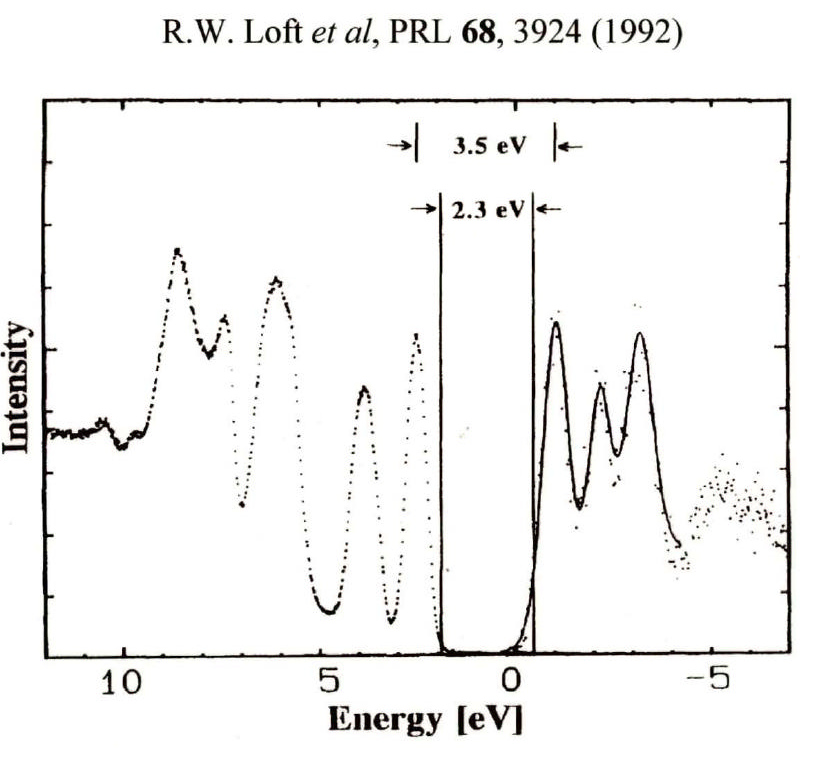 R.W. Loft et al, PRL 68, 3924 (1992)
3.5 eV
2.3 eV
Intensity
10 5 0 -5
Energy [eV]